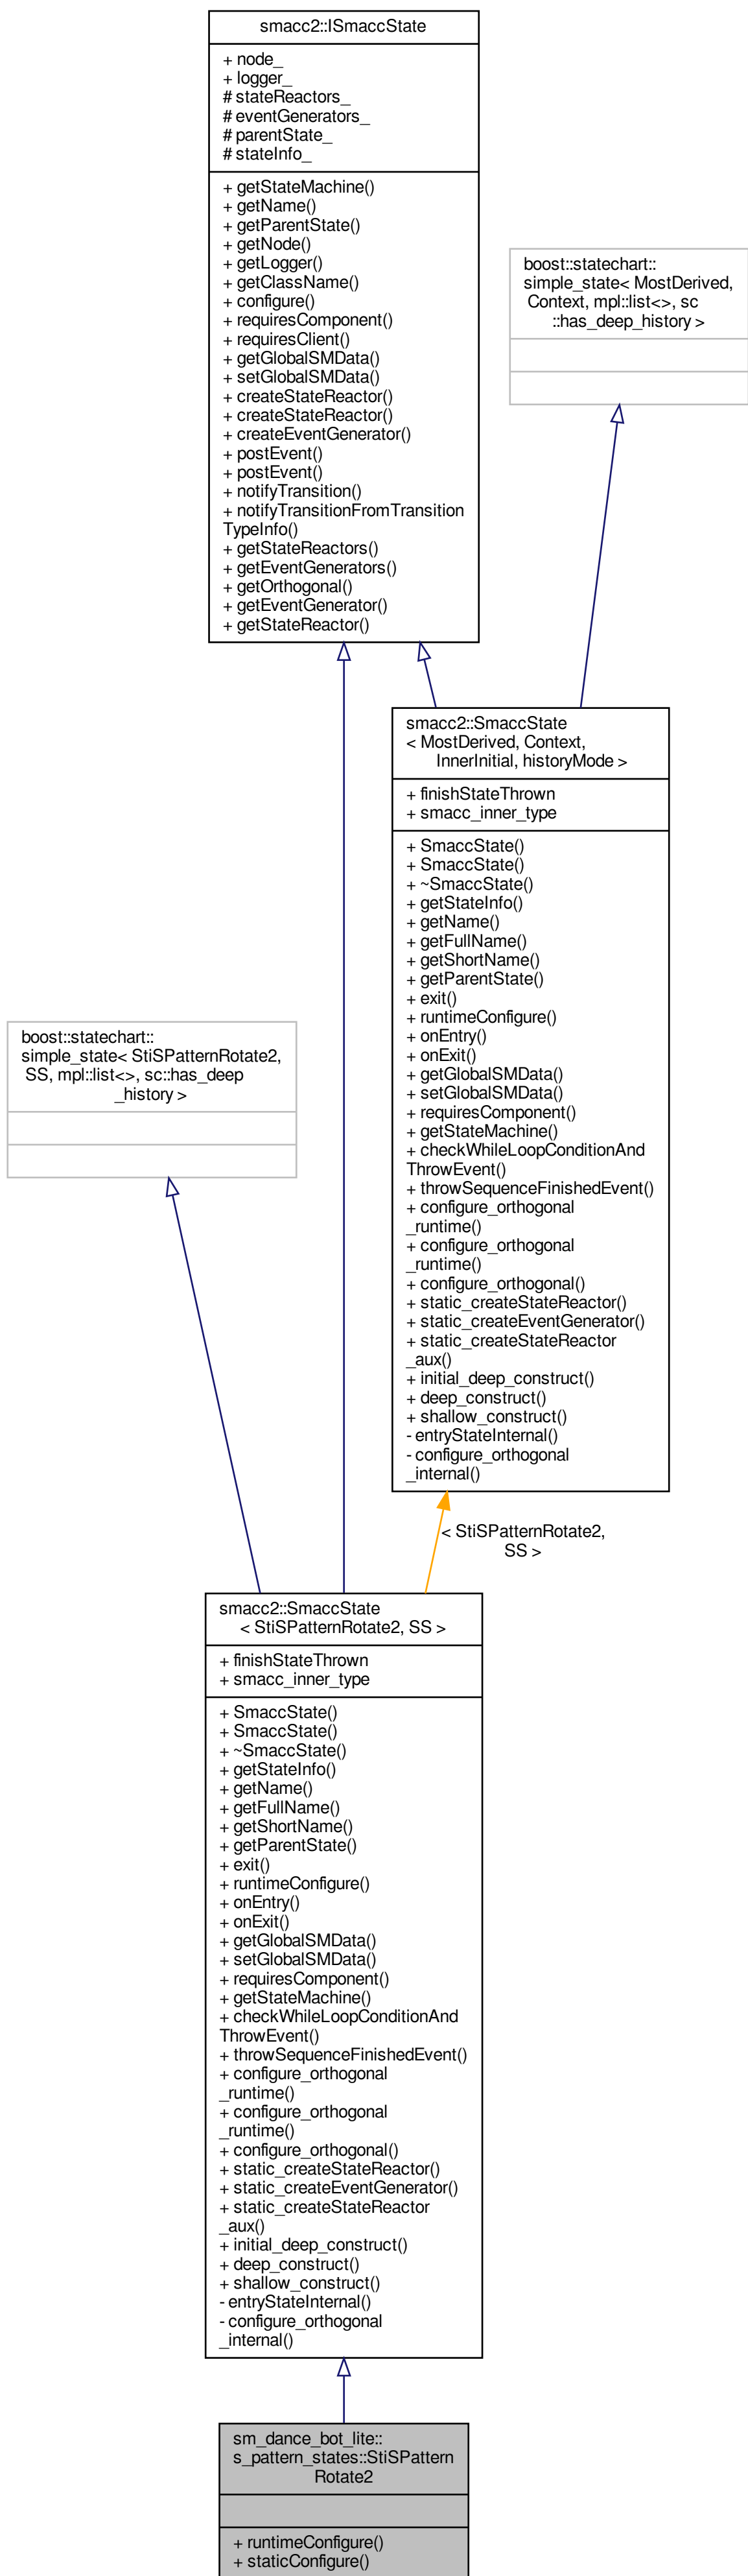 smacc2::ISmaccState
+ node_
+ logger_
# stateReactors_
# eventGenerators_
# parentState_
# stateInfo_
+ getStateMachine()
+ getName()
+ getParentState()
+ getNode()
+ getLogger()
+ getClassName()
+ configure()
+ requiresComponent()
+ requiresClient()
+ getGlobalSMData()
+ setGlobalSMData()
+ createStateReactor()
+ createStateReactor()
+ createEventGenerator()
+ postEvent()
+ postEvent()
+ notifyTransition()
+ notifyTransitionFromTransition
TypeInfo()
+ getStateReactors()
+ getEventGenerators()
+ getOrthogonal()
+ getEventGenerator()
+ getStateReactor()
boost::statechart::
simple_state< MostDerived,
Context, mpl::list<>, sc
::has_deep_history >
smacc2::SmaccState
< MostDerived, Context,
InnerInitial, historyMode >
+ finishStateThrown
+ smacc_inner_type
+ SmaccState()
+ SmaccState()
+ ~SmaccState()
+ getStateInfo()
+ getName()
+ getFullName()
+ getShortName()
+ getParentState()
+ exit()
+ runtimeConfigure()
+ onEntry()
+ onExit()
+ getGlobalSMData()
+ setGlobalSMData()
+ requiresComponent()
+ getStateMachine()
+ checkWhileLoopConditionAnd
ThrowEvent()
+ throwSequenceFinishedEvent()
+ configure_orthogonal
_runtime()
+ configure_orthogonal
_runtime()
+ configure_orthogonal()
+ static_createStateReactor()
+ static_createEventGenerator()
+ static_createStateReactor
_aux()
+ initial_deep_construct()
+ deep_construct()
+ shallow_construct()
- entryStateInternal()
- configure_orthogonal
_internal()
boost::statechart::
simple_state< StiSPatternRotate2,
SS, mpl::list<>, sc::has_deep
_history >
< StiSPatternRotate2,
SS >
smacc2::SmaccState
< StiSPatternRotate2, SS >
+ finishStateThrown
+ smacc_inner_type
+ SmaccState()
+ SmaccState()
+ ~SmaccState()
+ getStateInfo()
+ getName()
+ getFullName()
+ getShortName()
+ getParentState()
+ exit()
+ runtimeConfigure()
+ onEntry()
+ onExit()
+ getGlobalSMData()
+ setGlobalSMData()
+ requiresComponent()
+ getStateMachine()
+ checkWhileLoopConditionAnd
ThrowEvent()
+ throwSequenceFinishedEvent()
+ configure_orthogonal
_runtime()
+ configure_orthogonal
_runtime()
+ configure_orthogonal()
+ static_createStateReactor()
+ static_createEventGenerator()
+ static_createStateReactor
_aux()
+ initial_deep_construct()
+ deep_construct()
+ shallow_construct()
- entryStateInternal()
- configure_orthogonal
_internal()
sm_dance_bot_lite::
s_pattern_states::StiSPattern
Rotate2
+ runtimeConfigure()
+ staticConfigure()